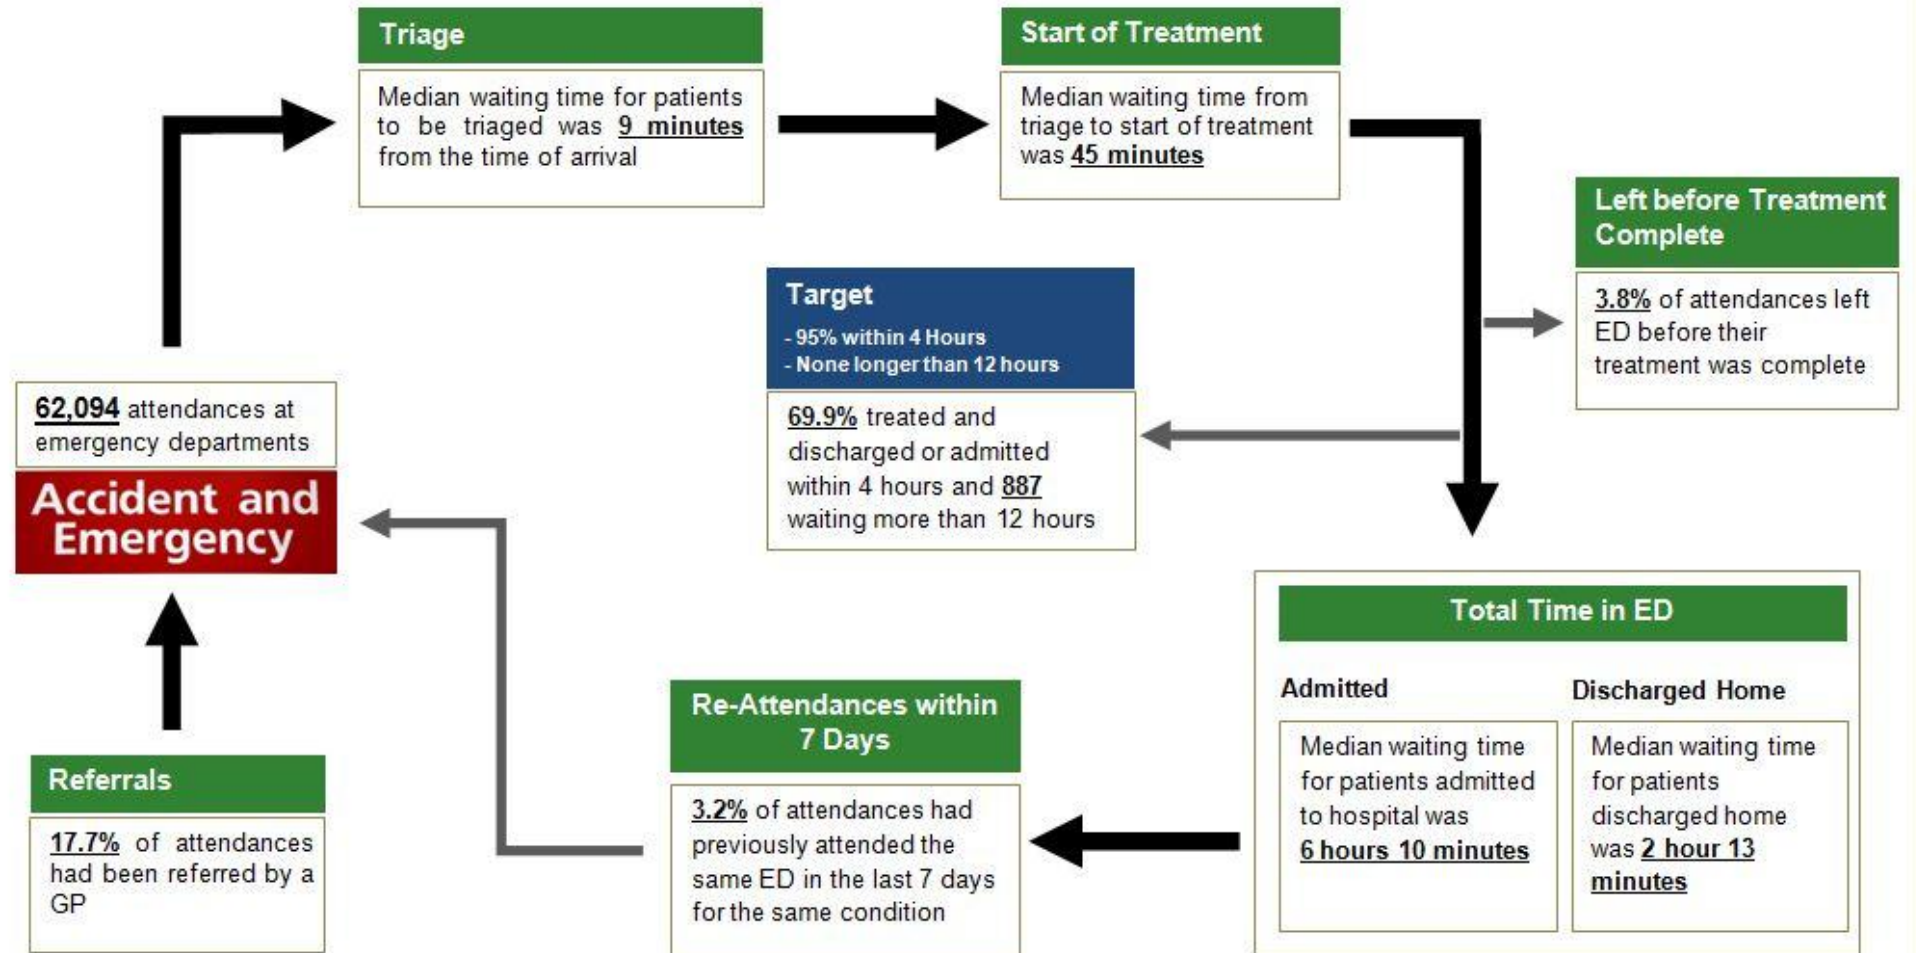 Triage
Median waiting time for patients
to be triaged was 9 minutes
from the time of arrival
Start of Treatment
Median waiting time from
triage to start of treatment
was 45 minutes
Left before Treatment
Complete
3.8% of attendances left
ED before their
treatment was complete
Target
- 95% within 4 Hours
- None longer than 12 hours
69.9% treated and
discharged or admitted
within 4 hours and 887
waiting more than 12 hours
62,094 attendances at
emergency departments
Accident and
Emergency
Referrals
17.7% of attendances
had been referred by a
GP
Re-Attendances within
7 Days
3.2% of attendances had
previously attended the
same ED in the last 7 days
for the same condition
Total Time in ED
Admitted
Median waiting time
for patients admitted
to hospital was
6 hours 10 minutes
Discharged Home
Median waiting time
for patients
discharged home
was 2 hour 13
minutes